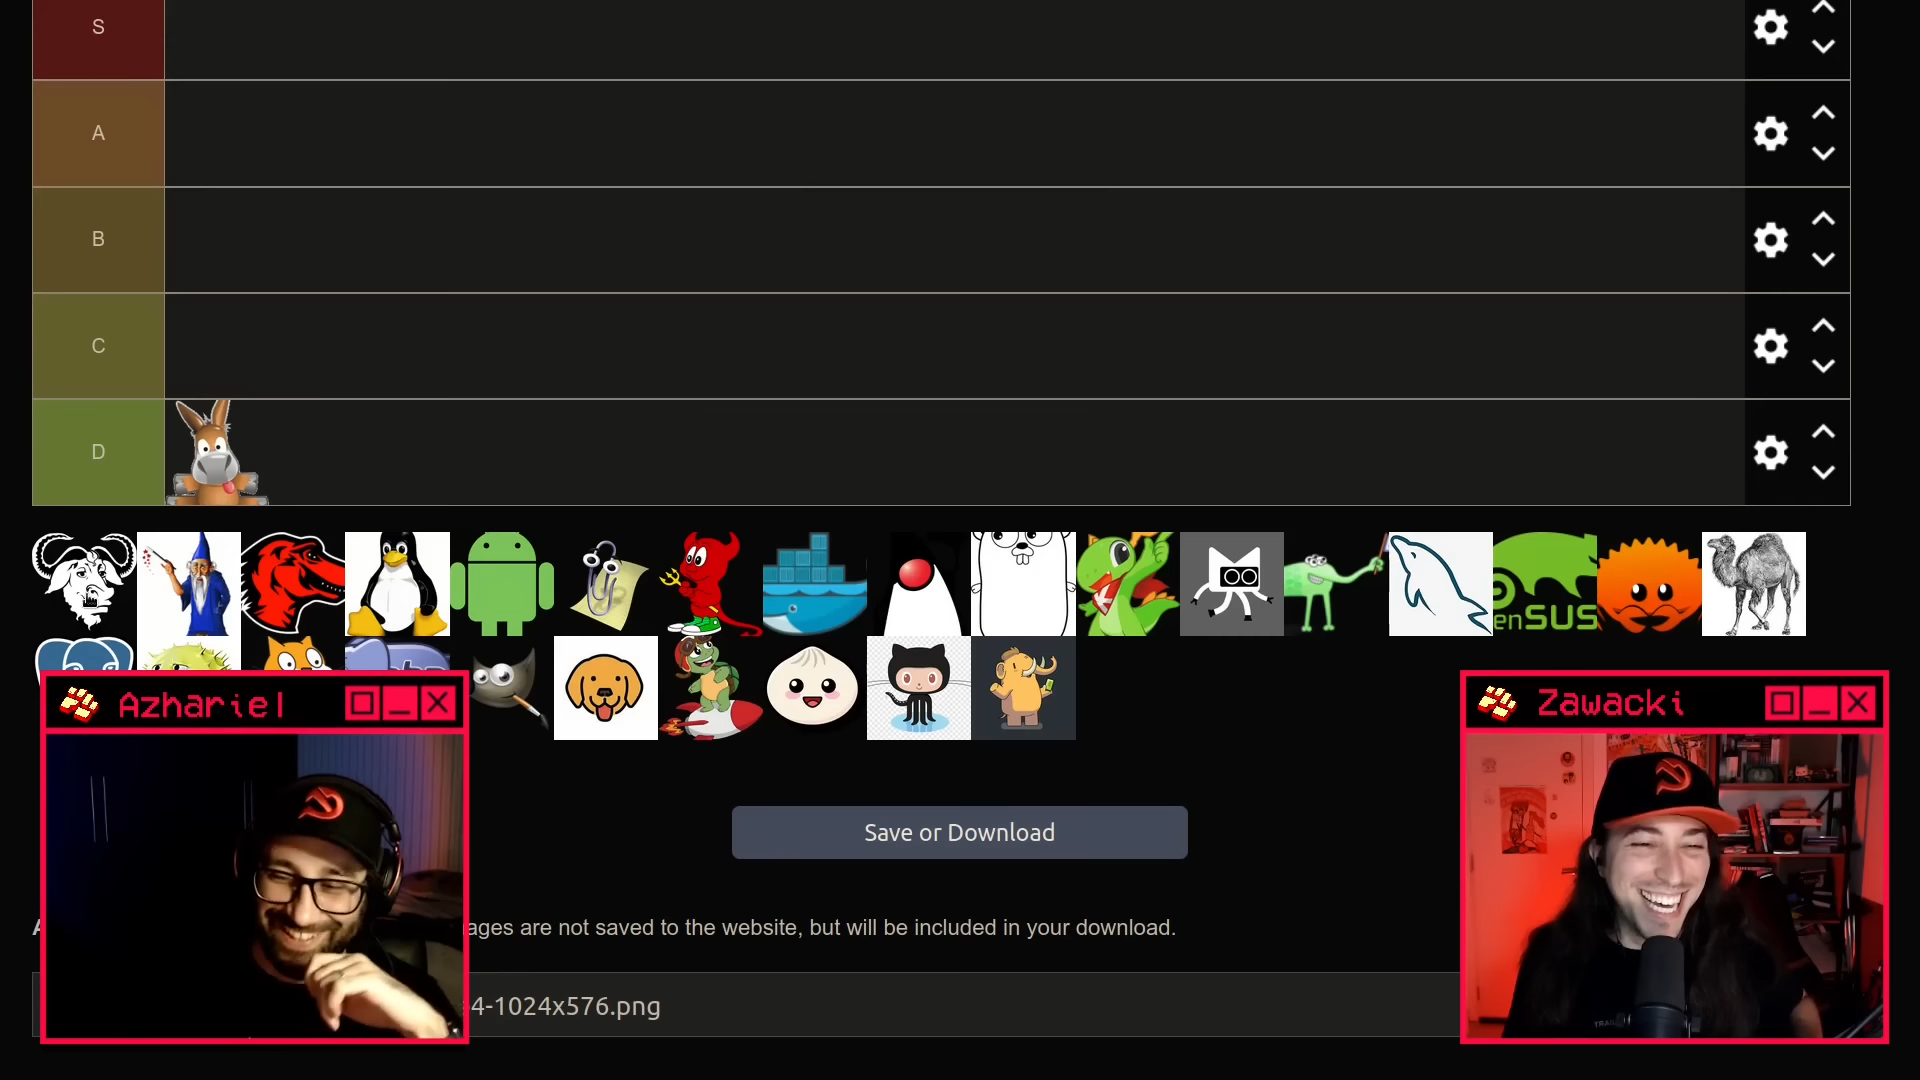 S
A
B
C
D
enSUS
php
Azhariel
Zawacki
Save or Download
ages are not saved to the website, but will be included in your download.
4-1024x576.png